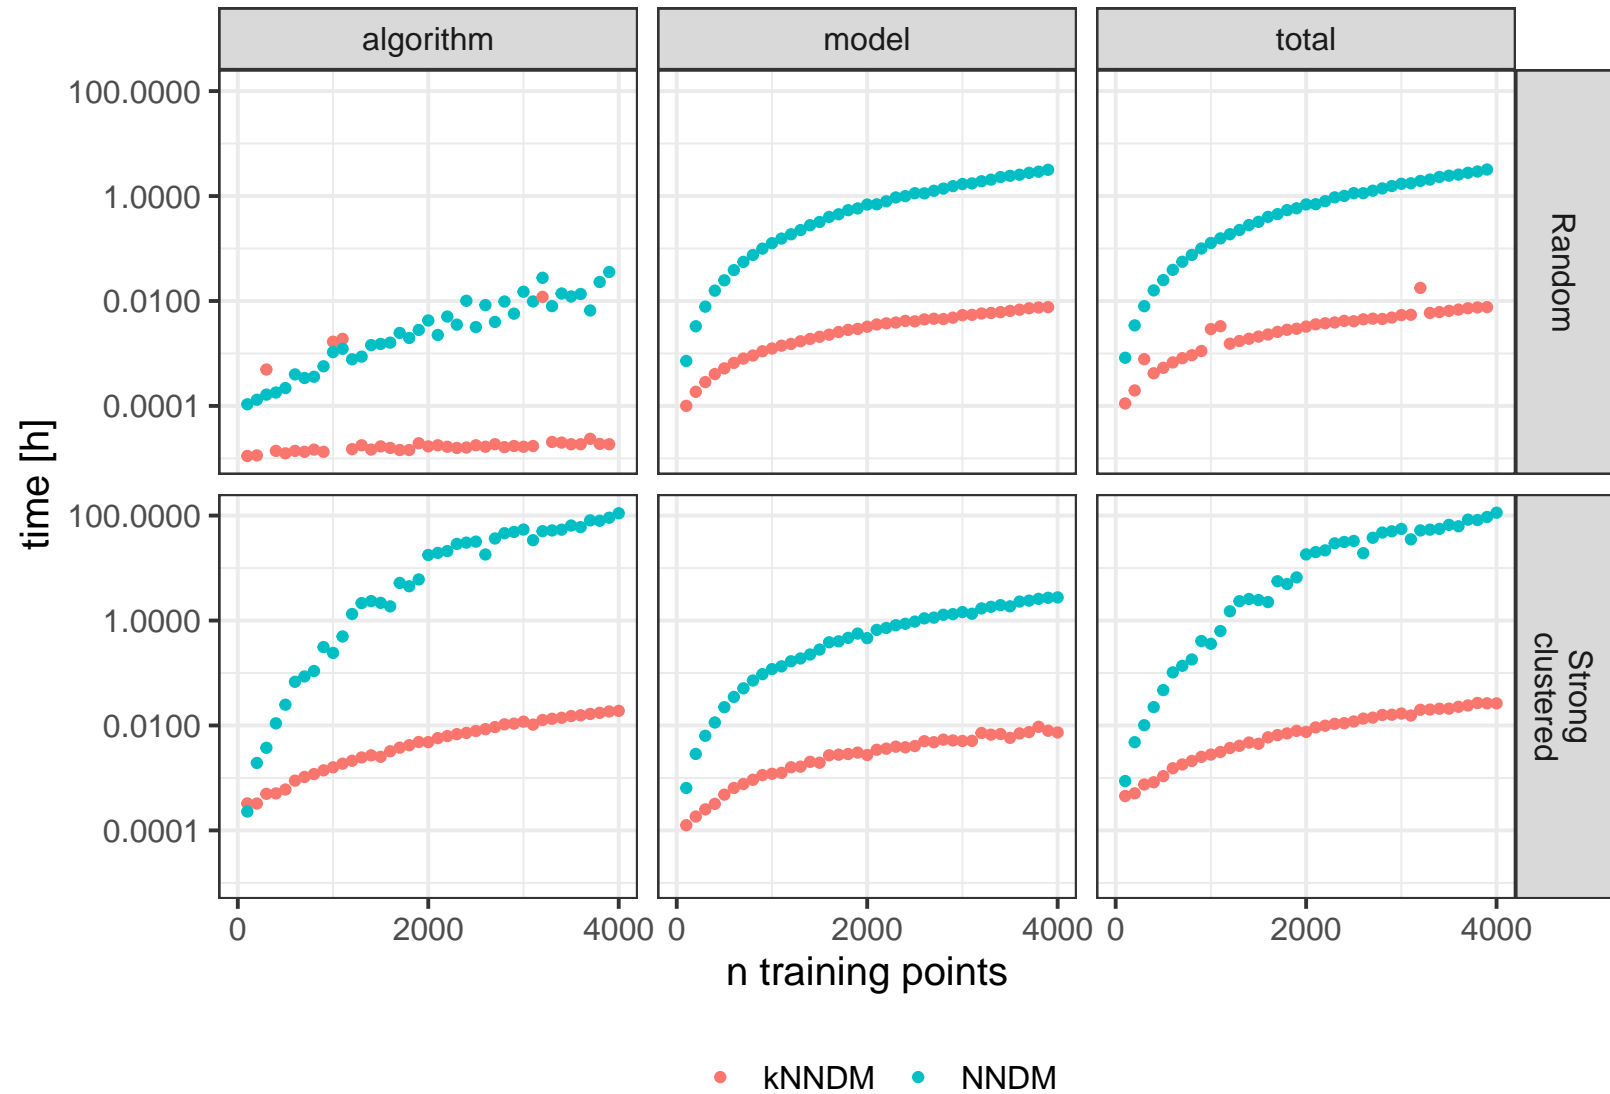 algorithm model total
100.0000
1.0000
0.0100
0.0001
Random
100.0000
1.0000
0.0100
0.0001
Strong
clustered
time [h]
0 2000 4000 0 2000 4000 0 2000 4000
n training points
kNNDM NNDM